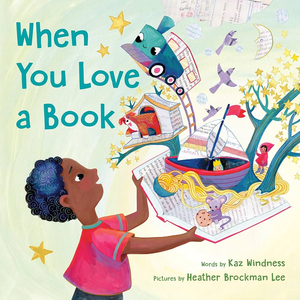 When
You Love
a Book
Words by Kaz Windness
Pictures by Heather Brockman Lee